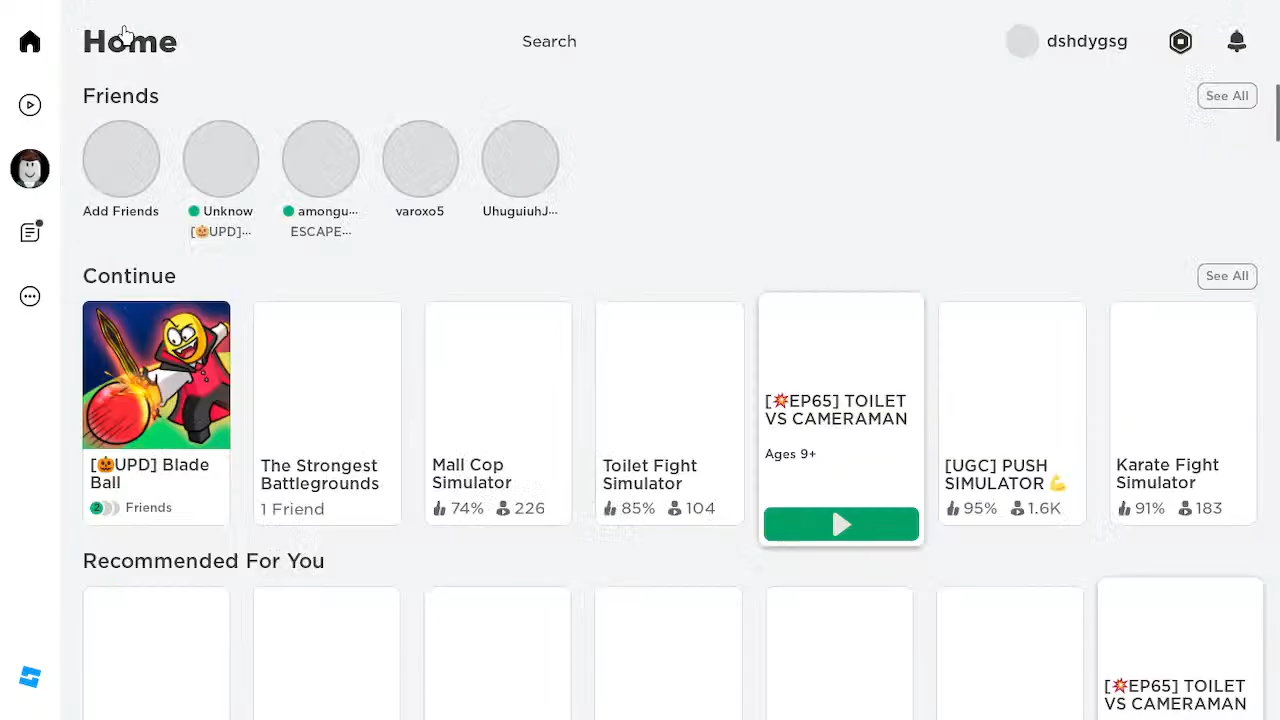 Home
Search
dshdygsg
Friends
See All
Add Friends
Unknow
[🎃UPD]···
amongu···
ESCAPE···
varoxo5
UhuguiuhJ···
Continue
See All
[🎃UPD] Blade
Ball
2
Friends
The Strongest
Battlegrounds
1 Friend
Mall Cop
Simulator
74% 226
Toilet Fight
Simulator
85% 104
[💥EP65] TOILET
VS CAMERAMAN
Ages 9+
[UGC] PUSH
SIMULATOR 💪
95% 1.6K
Karate Fight
Simulator
91% 183
Recommended For You
[💥EP65] TOILET
VS CAMERAMAN